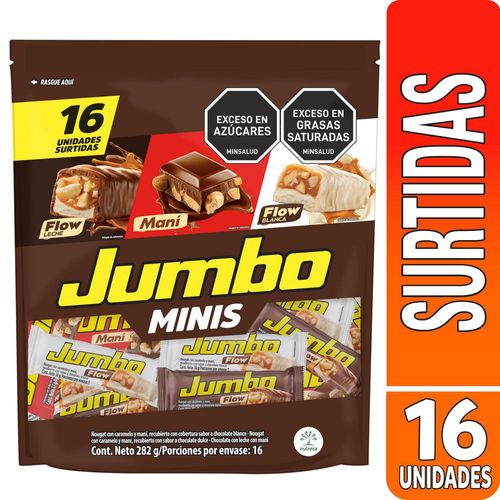 ← RASGUE AQUÍ
16
UNIDADES
SURTIDAS
EXCESO EN
AZÚCARES
MINSALUD
EXCESO EN
GRASAS
SATURADAS
MINSALUD
Flow
LECHE
Maní
Flow
BLANCA
Jumbo
MINIS
Jumbo
Maní
Jumbo
Flow
Jumbo
Flow
Jumbo
Flow
Jumbo
Flow
Nougat con caramelo y maní, recubierto con cobertura sabor a chocolate blanco - Nougat
con caramelo y maní, recubierto con sabor a chocolate dulce - Chocolate con leche con maní
Cont. Neto 282 g/Porciones por envase: 16
nutresa
SURTIDAS
16
UNIDADES